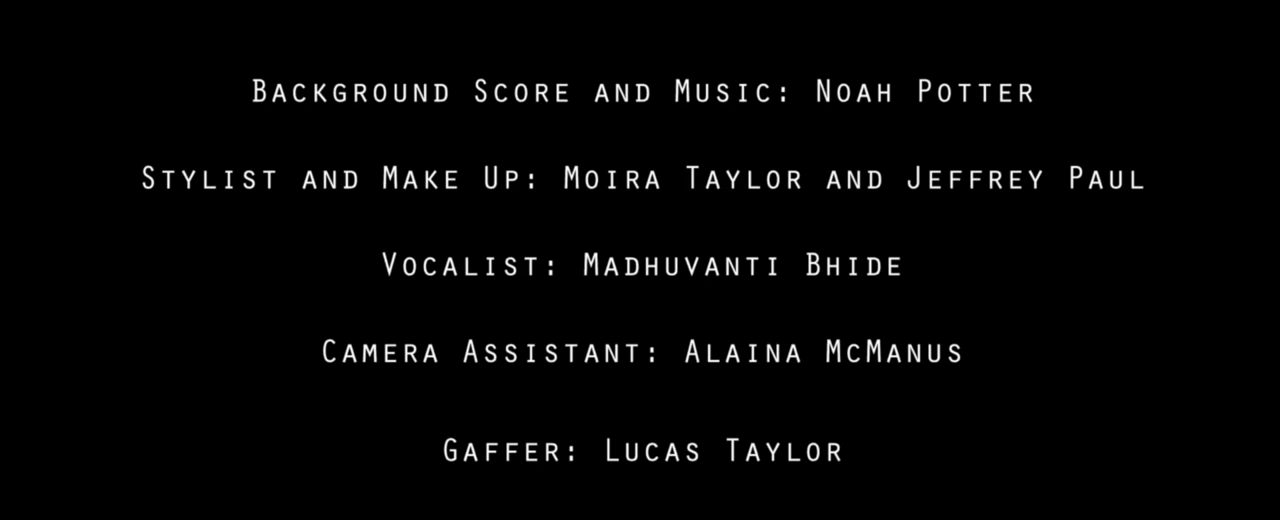 Background Score and Music: Noah Potter
Stylist and Make Up: Moira Taylor and Jeffrey Paul
Vocalist: Madhuvanti Bhide
Camera Assistant: Alaina McManus
Gaffer: Lucas Taylor